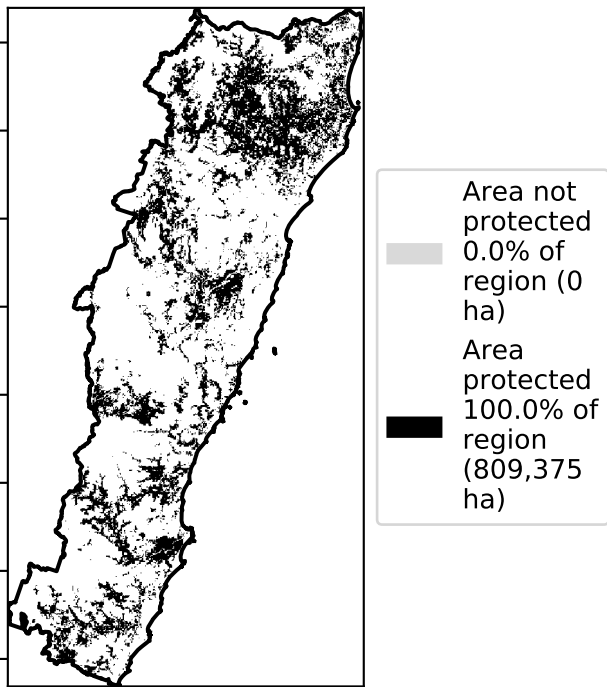 Area not
protected
0.0% of
region (0
ha)
Area
protected
100.0% of
region
(809,375
ha)